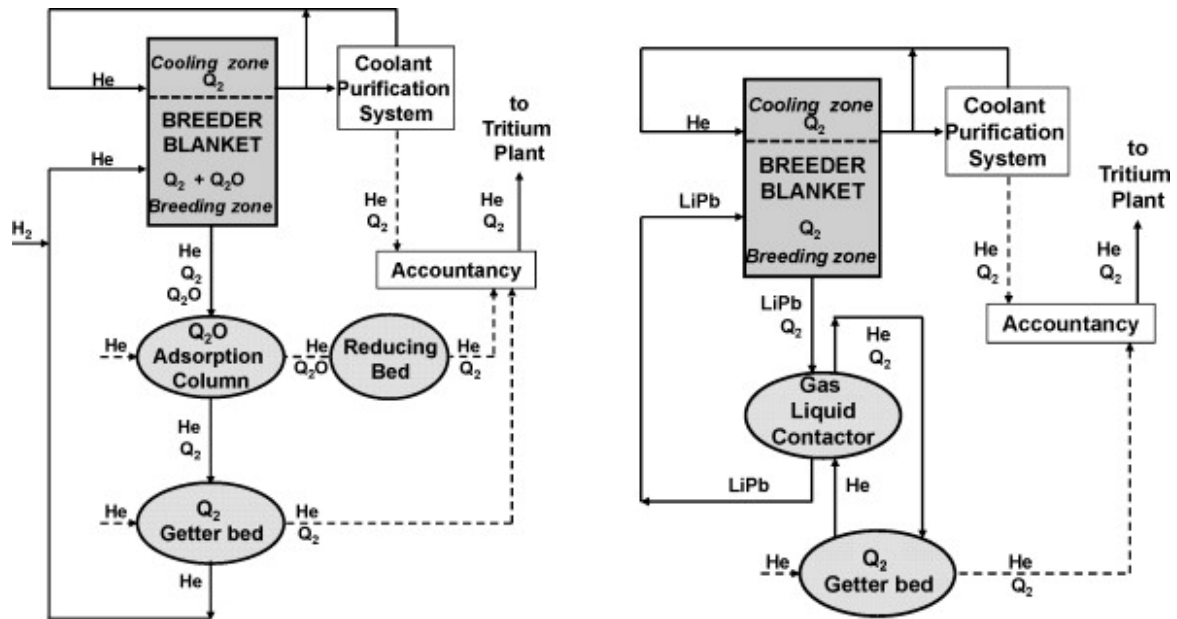 Cooling zone
Q₂
BREEDER
BLANKET
Q₂ + Q₂O
Breeding zone
He
He
H₂
Coolant
Purification
System
to
Tritium
Plant
He
Q₂
He
Q₂
Accountancy
He
Q₂
Q₂O
He
Q₂O
Adsorption
Column
He
Q₂O
Reducing
Bed
He
Q₂
He
Q₂
He
Q₂
Getter bed
He
Q₂
He
Cooling zone
Q₂
BREEDER
BLANKET
Q₂
Breeding zone
He
LiPb
Coolant
Purification
System
to
Tritium
Plant
He
Q₂
He
Q₂
Accountancy
LiPb
Q₂
He
Q₂
Gas
Liquid
Contactor
LiPb
He
He
Q₂
Getter bed
He
Q₂